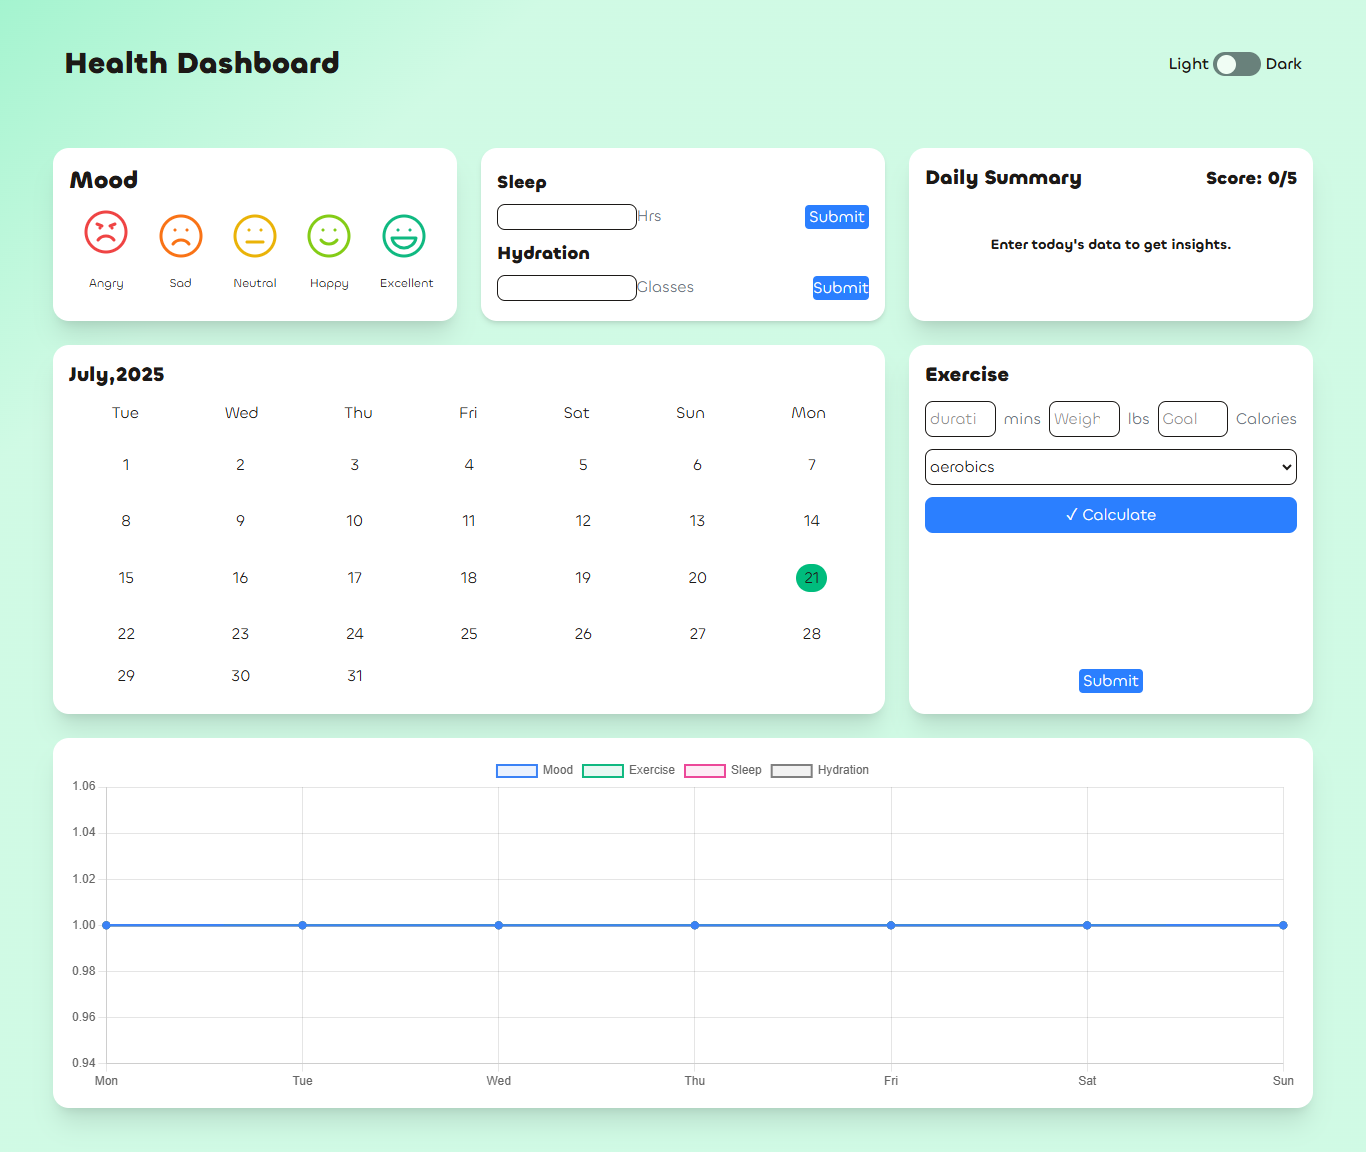 Health Dashboard
Light Dark
Mood
Angry Sad Neutral Happy Excellent
Sleep
Hrs Submit
Hydration
Glasses Submit
Daily Summary Score: 0/5
Enter today's data to get insights.
July,2025
Tue Wed Thu Fri Sat Sun Mon
1 2 3 4 5 6 7
8 9 10 11 12 13 14
15 16 17 18 19 20 21
22 23 24 25 26 27 28
29 30 31
Exercise
durati mins Weigh lbs Goal Calories
aerobics
✓ Calculate
Submit
Mood Exercise Sleep Hydration
1.06
1.04
1.02
1.00
0.98
0.96
0.94
Mon Tue Wed Thu Fri Sat Sun